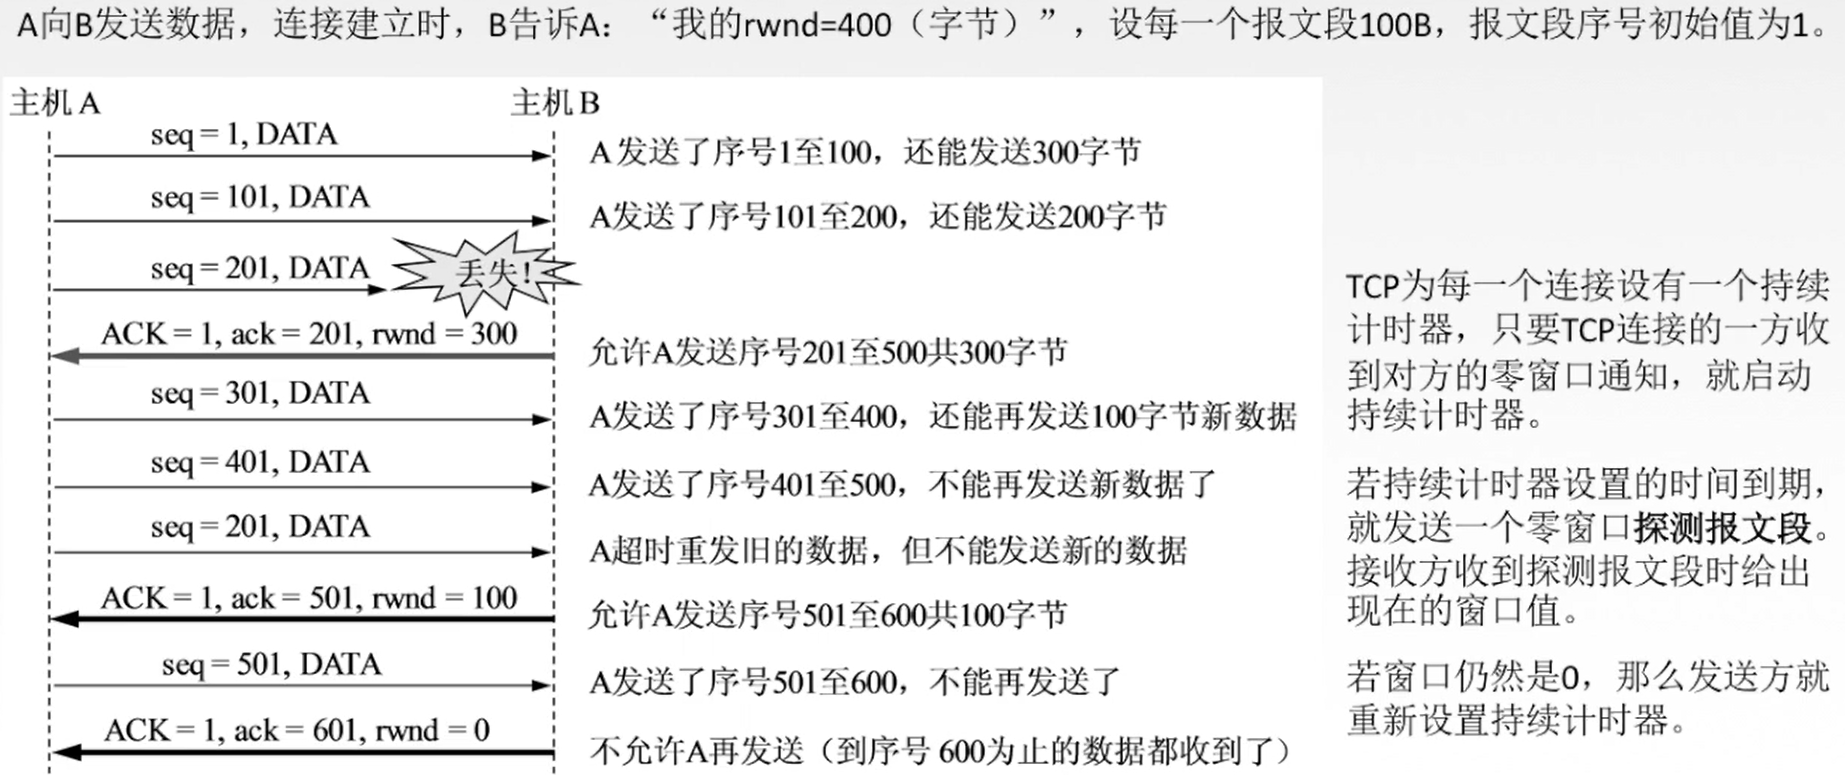 A向B发送数据，连接建立时，B告诉A：“我的rwnd=400（字节）”，设每一个报文段100B，报文段序号初始值为1。
主机A
主机B
seq = 1, DATA
A发送了序号1至100，还能发送300字节
seq = 101, DATA
A发送了序号101至200，还能发送200字节
seq = 201, DATA
丢失！
ACK = 1, ack = 201, rwnd = 300
允许A发送序号201至500共300字节
seq = 301, DATA
A发送了序号301至400，还能再发送100字节新数据
seq = 401, DATA
A发送了序号401至500，不能再发送新数据了
seq = 201, DATA
A超时重发旧的数据，但不能发送新的数据
ACK = 1, ack = 501, rwnd = 100
允许A发送序号501至600共100字节
seq = 501, DATA
A发送了序号501至600，不能再发送了
ACK = 1, ack = 601, rwnd = 0
不允许A再发送（到序号600为止的数据都收到了）
TCP为每一个连接设有一个持续
计时器，只要TCP连接的一方收
到对方的零窗口通知，就启动
持续计时器。
若持续计时器设置的时间到期，
就发送一个零窗口探测报文段。
接收方收到探测报文段时给出
现在的窗口值。
若窗口仍然是0，那么发送方就
重新设置持续计时器。